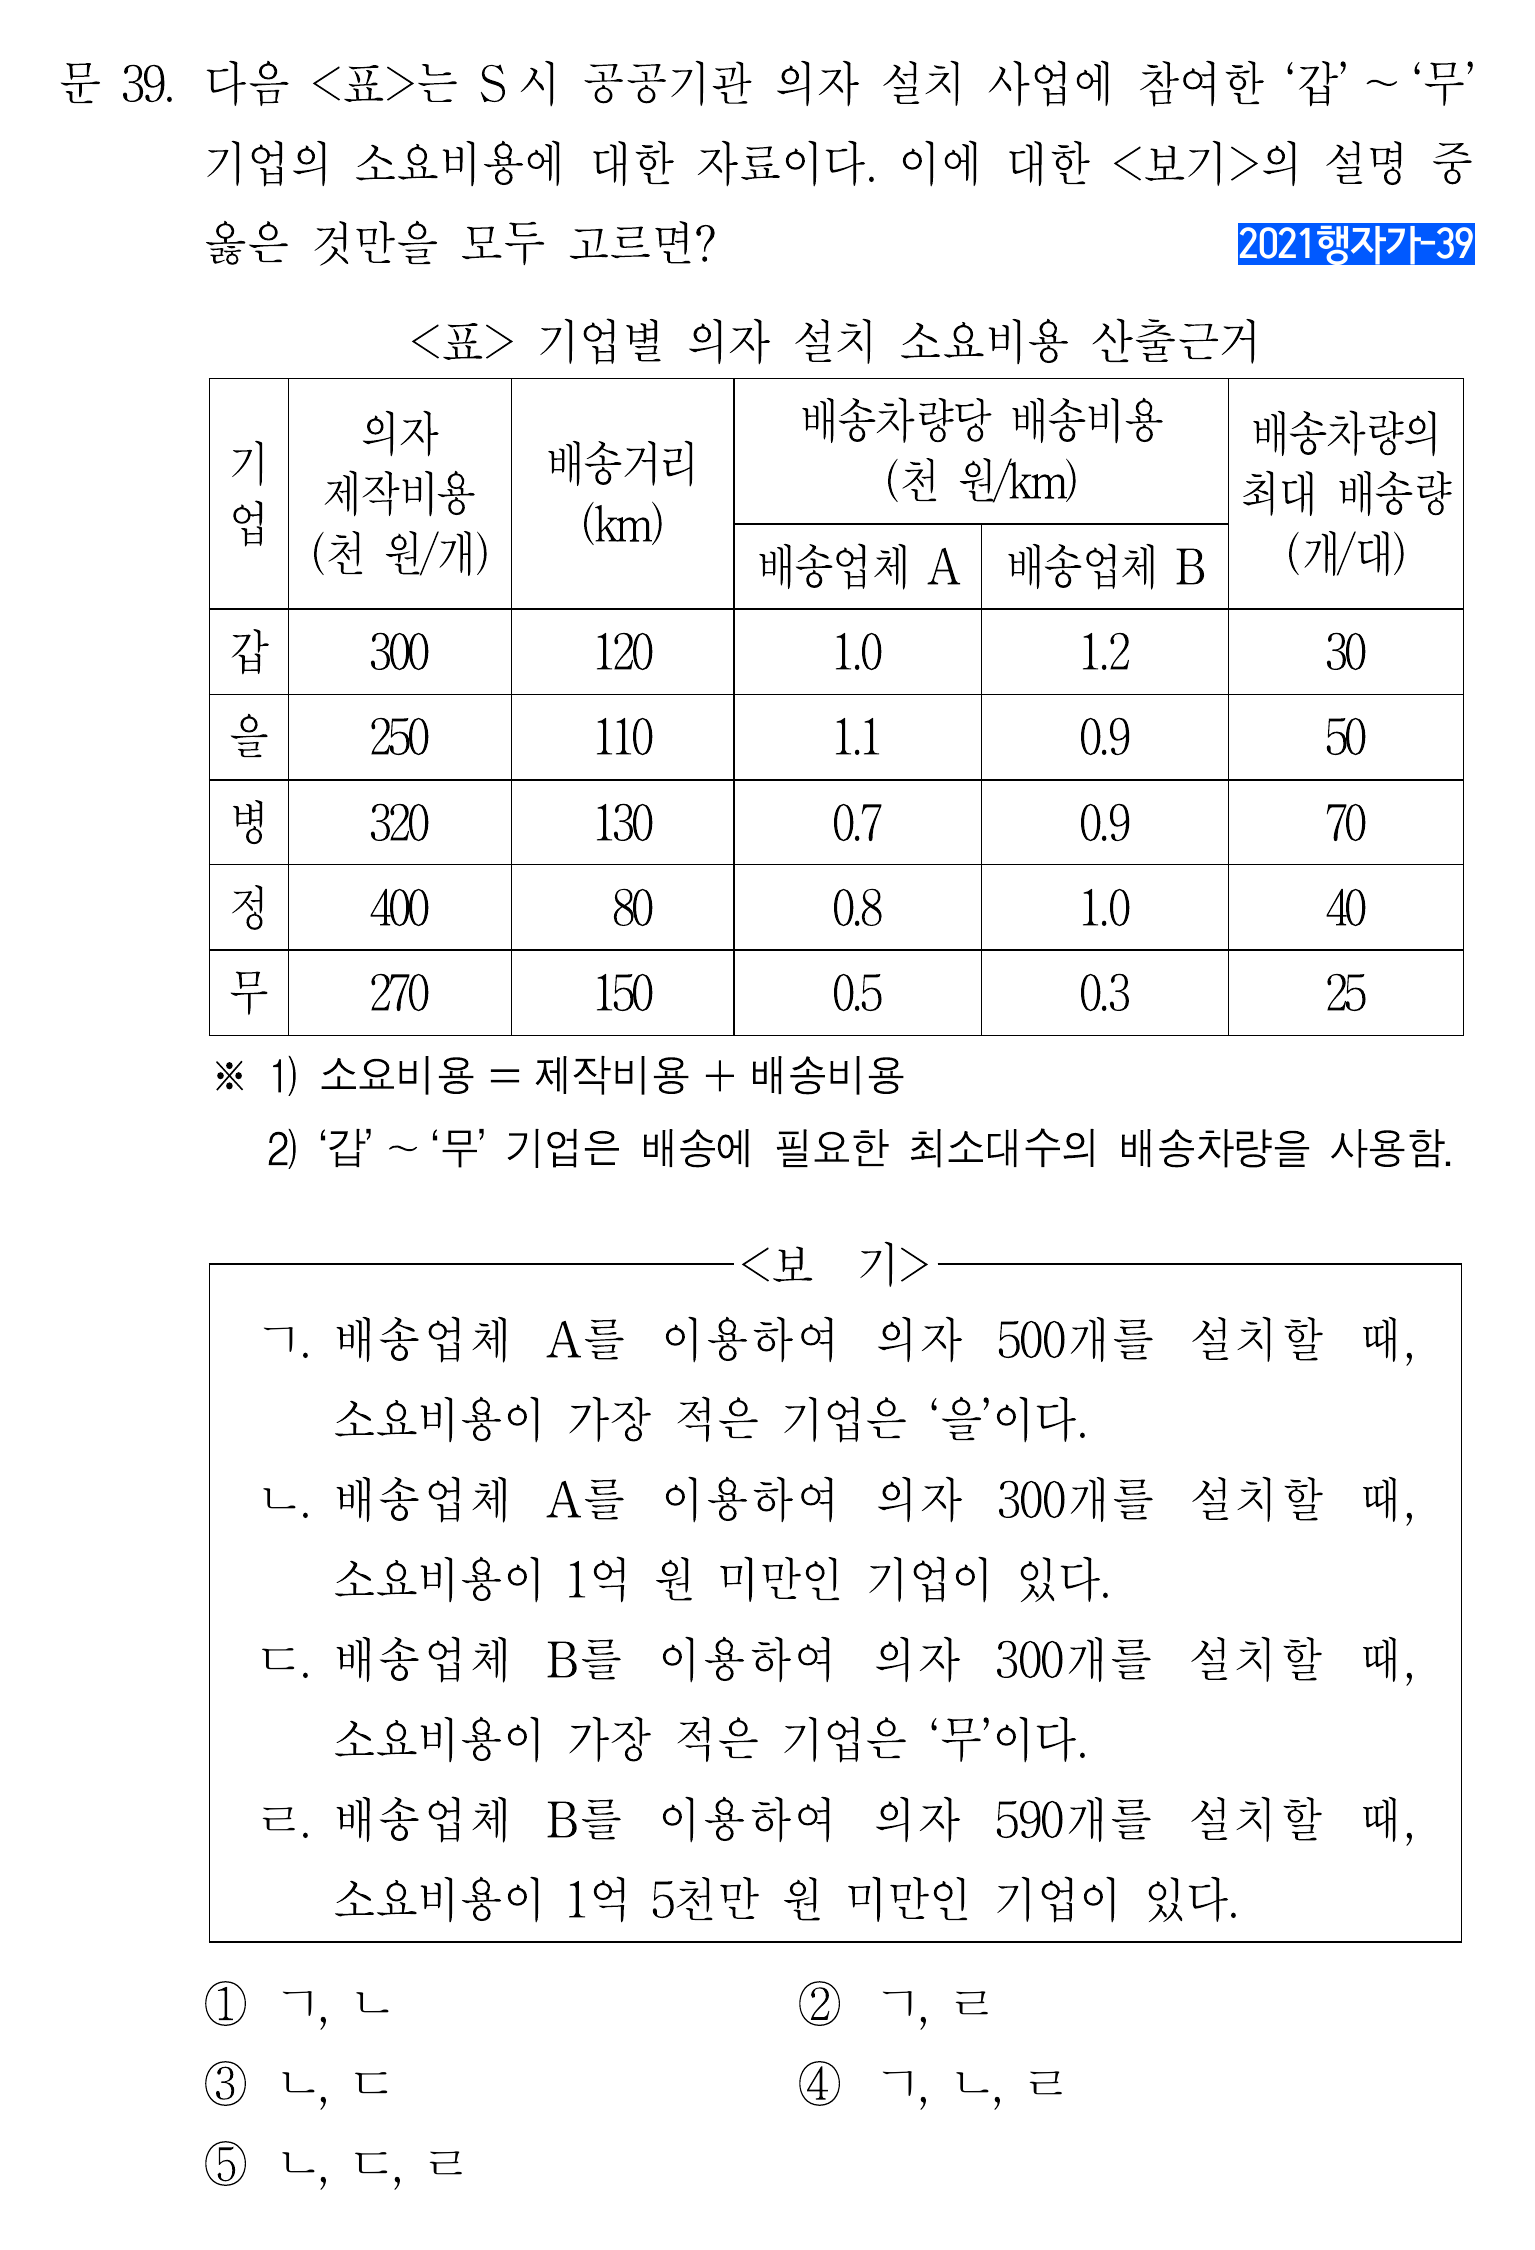 문 39. 다음 <표>는 S시 공공기관 의자 설치 사업에 참여한 ‘갑’ ~ ‘무’
기업의 소요비용에 대한 자료이다. 이에 대한 <보기>의 설명 중
옳은 것만을 모두 고르면?
2021행자가-39
<표> 기업별 의자 설치 소요비용 산출근거
기업 의자 제작비용 (천 원/개) 배송거리 (km) 배송차량당 배송비용 (천 원/km) 배송차량의 최대 배송량 (개/대)
배송업체 A 배송업체 B
갑 300 120 1.0 1.2 30
을 250 110 1.1 0.9 50
병 320 130 0.7 0.9 70
정 400 80 0.8 1.0 40
무 270 150 0.5 0.3 25
※ 1) 소요비용 = 제작비용 + 배송비용
2) ‘갑’ ~ ‘무’ 기업은 배송에 필요한 최소대수의 배송차량을 사용함.
<보 기>
ㄱ. 배송업체 A를 이용하여 의자 500개를 설치할 때,
소요비용이 가장 적은 기업은 ‘을’이다.
ㄴ. 배송업체 A를 이용하여 의자 300개를 설치할 때,
소요비용이 1억 원 미만인 기업이 있다.
ㄷ. 배송업체 B를 이용하여 의자 300개를 설치할 때,
소요비용이 가장 적은 기업은 ‘무’이다.
ㄹ. 배송업체 B를 이용하여 의자 590개를 설치할 때,
소요비용이 1억 5천만 원 미만인 기업이 있다.
① ㄱ, ㄴ ② ㄱ, ㄹ
③ ㄴ, ㄷ ④ ㄱ, ㄴ, ㄹ
⑤ ㄴ, ㄷ, ㄹ